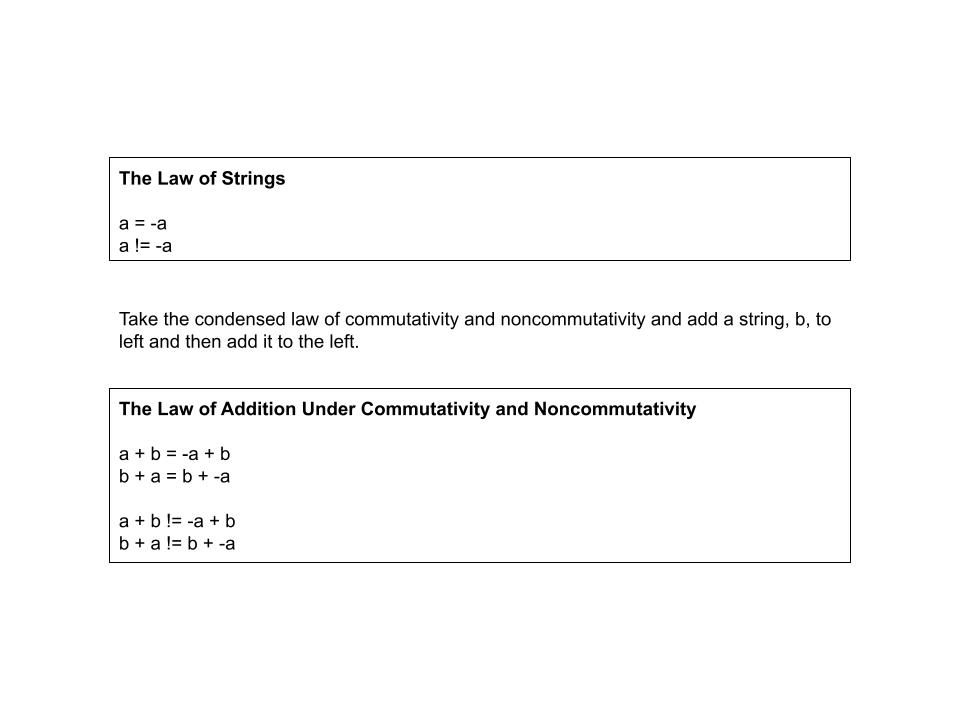 The Law of Strings
a = -a
a != -a
Take the condensed law of commutativity and noncommutativity and add a string, b, to
left and then add it to the left.
The Law of Addition Under Commutativity and Noncommutativity
a + b = -a + b
b + a = b + -a
a + b != -a + b
b + a != b + -a